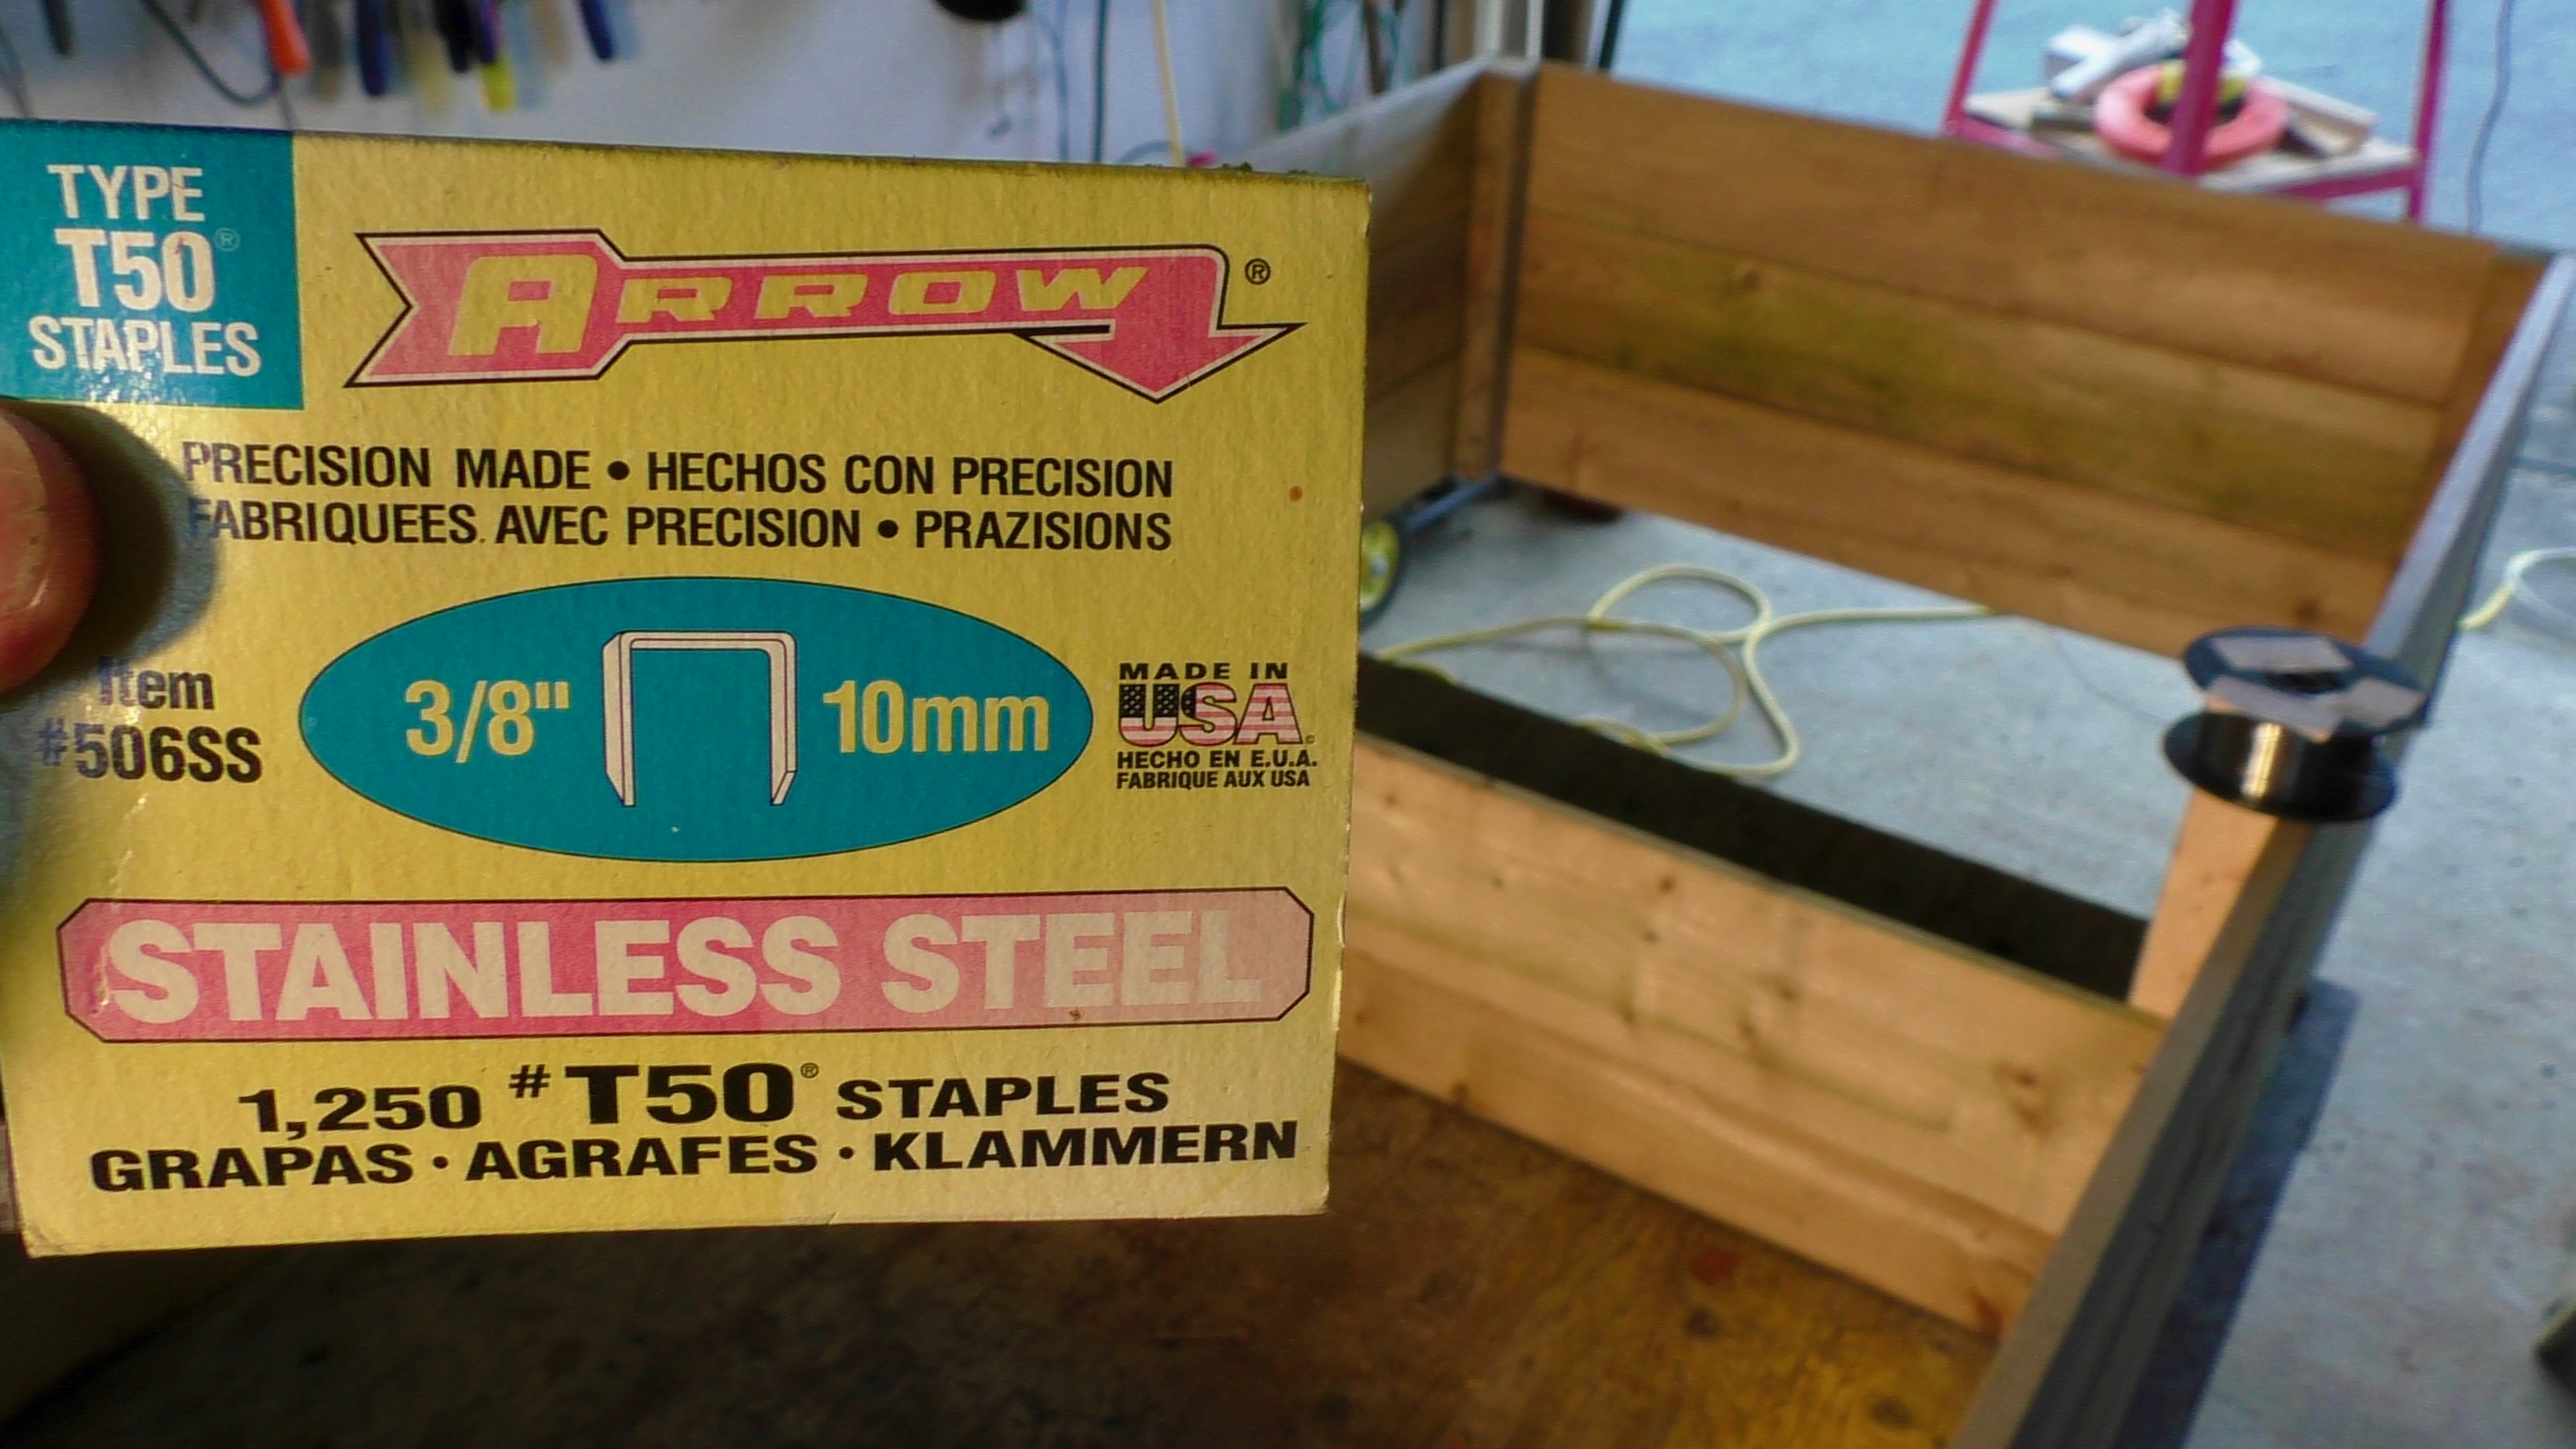 TYPE
T50®
STAPLES
ARROW®
PRECISION MADE • HECHOS CON PRECISION
FABRIQUEES AVEC PRECISION • PRAZISIONS
Item
#506SS
3/8" 10mm
MADE IN
USA
HECHO EN E.U.A.
FABRIQUE AUX USA
STAINLESS STEEL
1,250 #T50® STAPLES
GRAPAS · AGRAFES · KLAMMERN